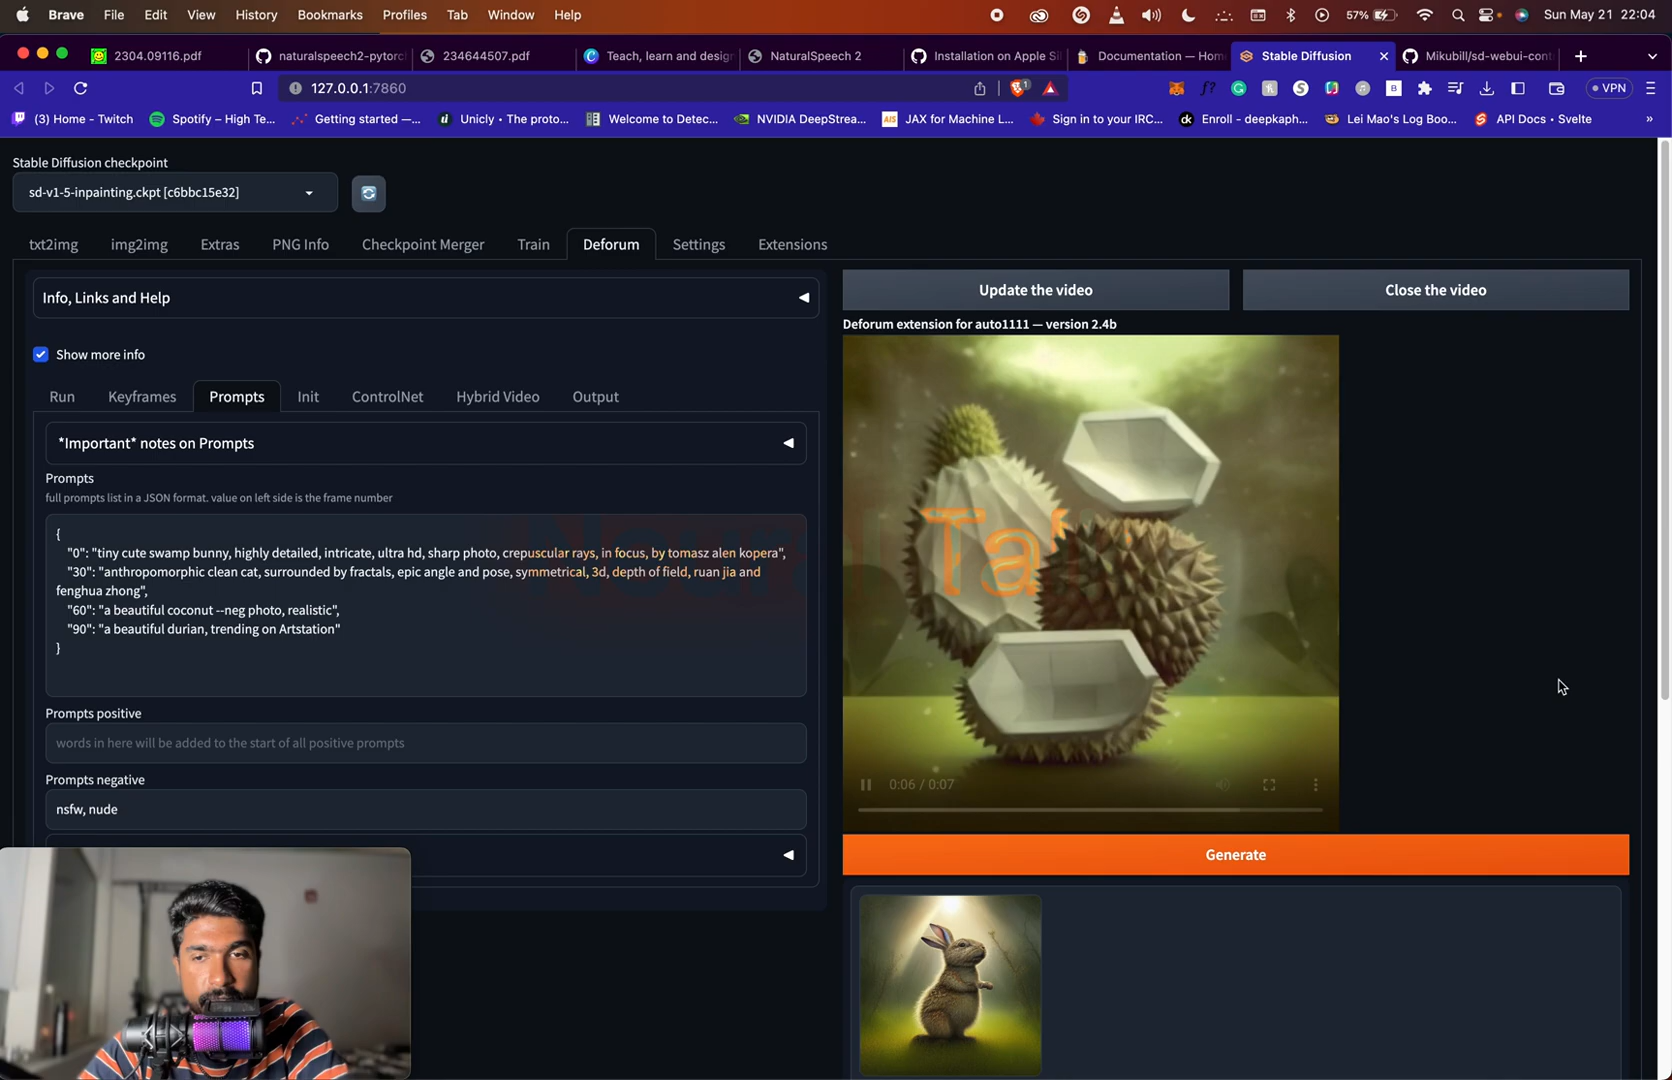 Brave File Edit View History Bookmarks Profiles Tab Window Help 57% Sun May 21 22:04
2304.09116.pdf naturalspeech2-pytorc 234644507.pdf Teach, learn and design NaturalSpeech 2 Installation on Apple Sil Documentation — Hom Stable Diffusion Mikubill/sd-webui-cont
127.0.0.1:7860 VPN
(3) Home - Twitch Spotify – High Te... Getting started —... Unicly • The proto... Welcome to Detec... NVIDIA DeepStrea... JAX for Machine L... Sign in to your IRC... Enroll - deepkaph... Lei Mao's Log Boo... API Docs • Svelte »
Stable Diffusion checkpoint
sd-v1-5-inpainting.ckpt [c6bbc15e32]
txt2img img2img Extras PNG Info Checkpoint Merger Train Deforum Settings Extensions
Info, Links and Help
Update the video Close the video
Deforum extension for auto1111 — version 2.4b
Show more info
Run Keyframes Prompts Init ControlNet Hybrid Video Output
*Important* notes on Prompts
Prompts
full prompts list in a JSON format. value on left side is the frame number
{
"0": "tiny cute swamp bunny, highly detailed, intricate, ultra hd, sharp photo, crepuscular rays, in focus, by tomasz alen kopera",
"30": "anthropomorphic clean cat, surrounded by fractals, epic angle and pose, symmetrical, 3d, depth of field, ruan jia and
fenghua zhong",
"60": "a beautiful coconut --neg photo, realistic",
"90": "a beautiful durian, trending on Artstation"
}
Prompts positive
words in here will be added to the start of all positive prompts
Prompts negative
nsfw, nude
0:06 / 0:07
Generate